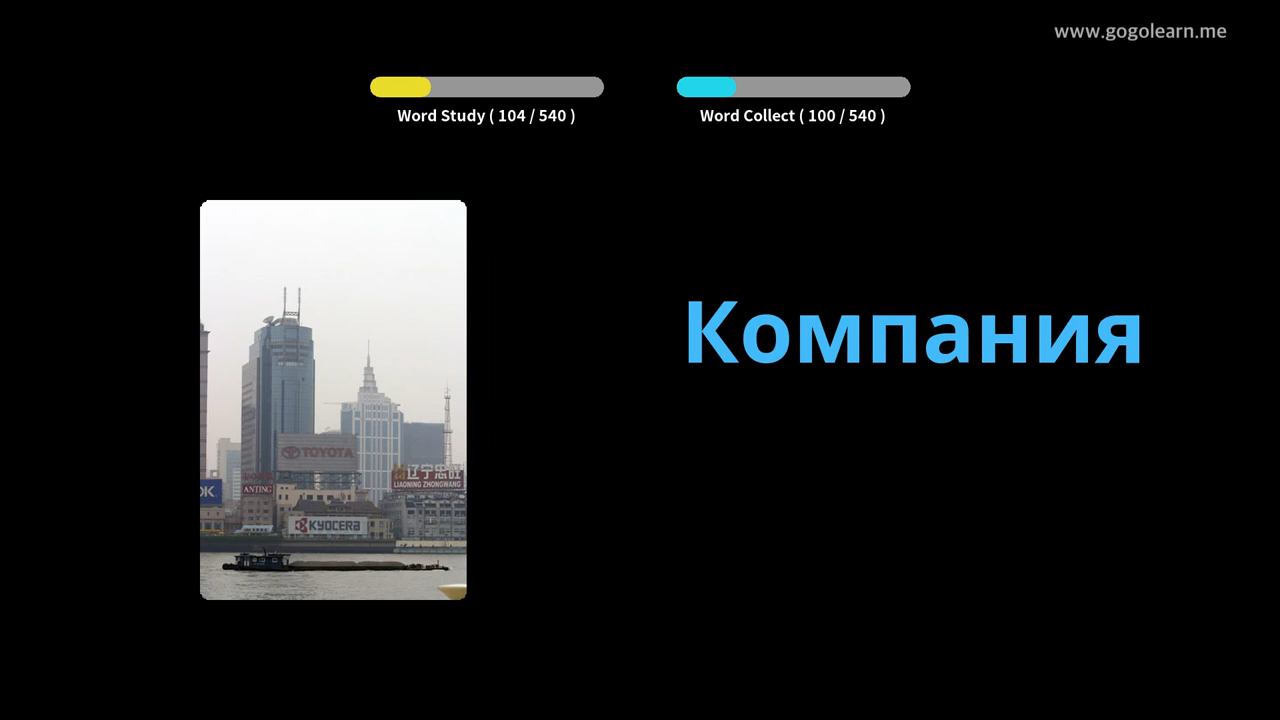 www.gogolearn.me
Word Study ( 104 / 540 )
Word Collect ( 100 / 540 )
Компания
TOYOTA
辽宁忠旺
LIAONING ZHONGWANG
ANTING
KYOCERA